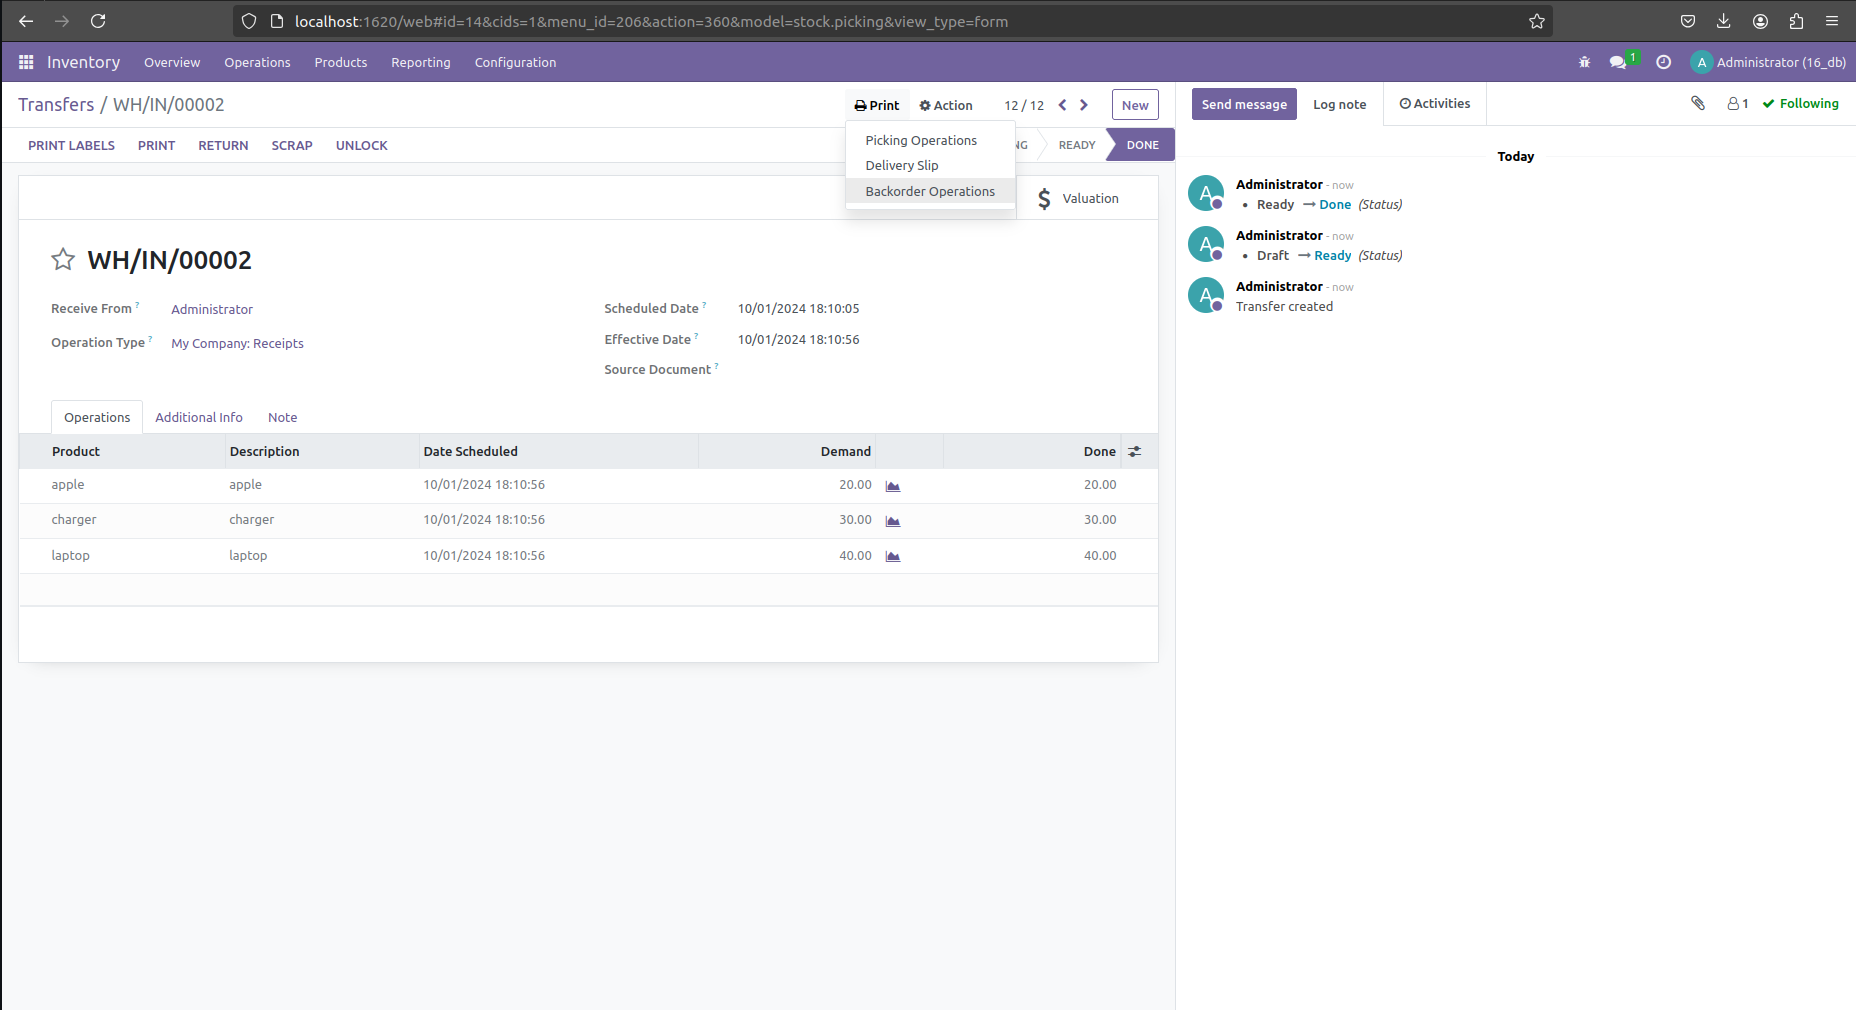 localhost:1620/web#id=14&cids=1&menu_id=206&action=360&model=stock.picking&view_type=form
Inventory Overview Operations Products Reporting Configuration 1 A Administrator (16_db)
Transfers / WH/IN/00002 Print Action 12 / 12 New
Send message Log note Activities 1 Following
PRINT LABELS PRINT RETURN SCRAP UNLOCK NG READY DONE
Picking Operations
Delivery Slip
Backorder Operations
$ Valuation
WH/IN/00002
Receive From ? Administrator
Operation Type ? My Company: Receipts
Scheduled Date ? 10/01/2024 18:10:05
Effective Date ? 10/01/2024 18:10:56
Source Document ?
Operations Additional Info Note
Product Description Date Scheduled Demand Done
apple apple 10/01/2024 18:10:56 20.00 20.00
charger charger 10/01/2024 18:10:56 30.00 30.00
laptop laptop 10/01/2024 18:10:56 40.00 40.00
Today
A Administrator - now
• Ready → Done (Status)
A Administrator - now
• Draft → Ready (Status)
A Administrator - now
Transfer created